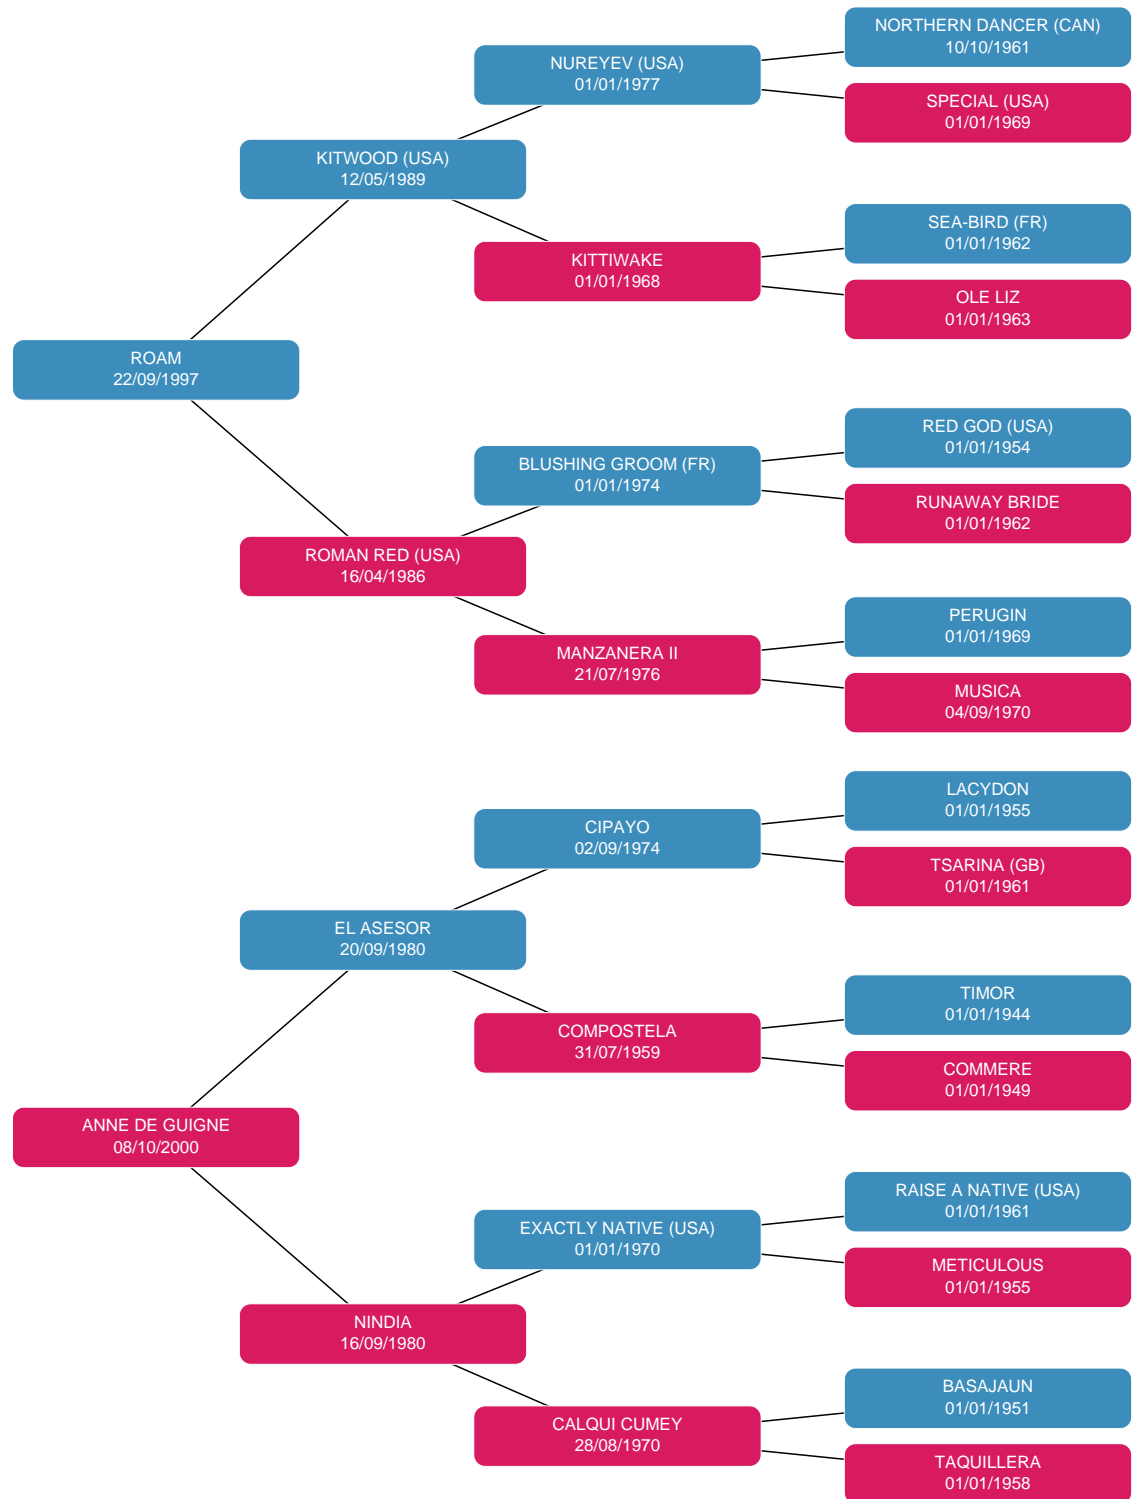 NORTHERN DANCER (CAN)
10/10/1961
NUREYEV (USA)
01/01/1977
SPECIAL (USA)
01/01/1969
KITWOOD (USA)
12/05/1989
SEA-BIRD (FR)
01/01/1962
KITTIWAKE
01/01/1968
OLE LIZ
01/01/1963
ROAM
22/09/1997
RED GOD (USA)
01/01/1954
BLUSHING GROOM (FR)
01/01/1974
RUNAWAY BRIDE
01/01/1962
ROMAN RED (USA)
16/04/1986
PERUGIN
01/01/1969
MANZANERA II
21/07/1976
MUSICA
04/09/1970
LACYDON
01/01/1955
CIPAYO
02/09/1974
TSARINA (GB)
01/01/1961
EL ASESOR
20/09/1980
TIMOR
01/01/1944
COMPOSTELA
31/07/1959
COMMERE
01/01/1949
ANNE DE GUIGNE
08/10/2000
RAISE A NATIVE (USA)
01/01/1961
EXACTLY NATIVE (USA)
01/01/1970
METICULOUS
01/01/1955
NINDIA
16/09/1980
BASAJAUN
01/01/1951
CALQUI CUMEY
28/08/1970
TAQUILLERA
01/01/1958